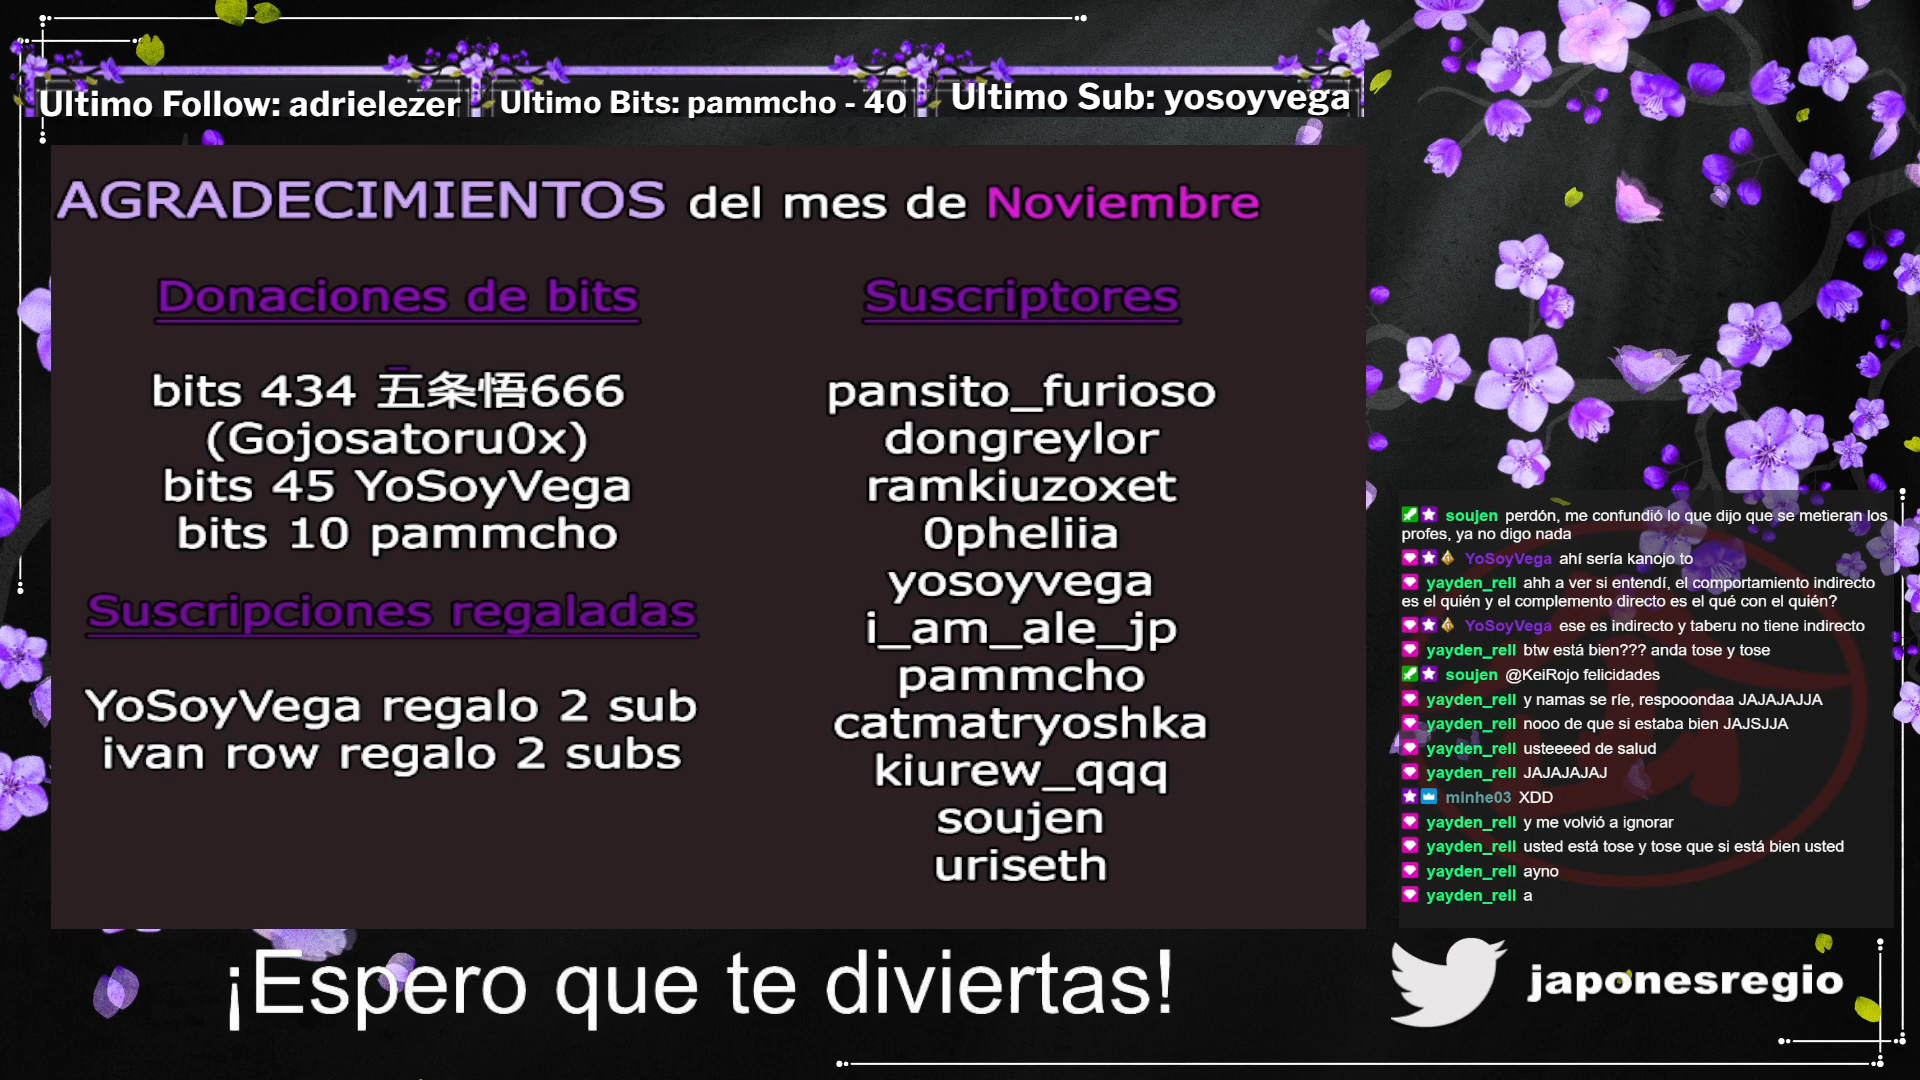 Ultimo Follow: adrielezer
Ultimo Bits: pammcho - 40
Ultimo Sub: yosoyvega
AGRADECIMIENTOS del mes de Noviembre
Donaciones de bits
bits 434 五条悟666
(Gojosatoru0x)
bits 45 YoSoyVega
bits 10 pammcho
Suscripciones regaladas
YoSoyVega regalo 2 sub
ivan row regalo 2 subs
Suscriptores
pansito_furioso
dongreylor
ramkiuzoxet
0pheliia
yosoyvega
i_am_ale_jp
pammcho
catmatryoshka
kiurew_qqq
soujen
uriseth
soujen perdón, me confundió lo que dijo que se metieran los
profes, ya no digo nada
YoSoyVega ahí sería kanojo to
yayden_rell ahh a ver si entendí, el comportamiento indirecto
es el quién y el complemento directo es el qué con el quién?
YoSoyVega ese es indirecto y taberu no tiene indirecto
yayden_rell btw está bien??? anda tose y tose
soujen @KeiRojo felicidades
yayden_rell y namas se ríe, respooondaa JAJAJAJJA
yayden_rell nooo de que si estaba bien JAJSJJA
yayden_rell usteeeed de salud
yayden_rell JAJAJAJAJ
mlnhe03 XDD
yayden_rell y me volvió a ignorar
yayden_rell usted está tose y tose que si está bien usted
yayden_rell ayno
yayden_rell a
¡Espero que te diviertas!
japonesregio